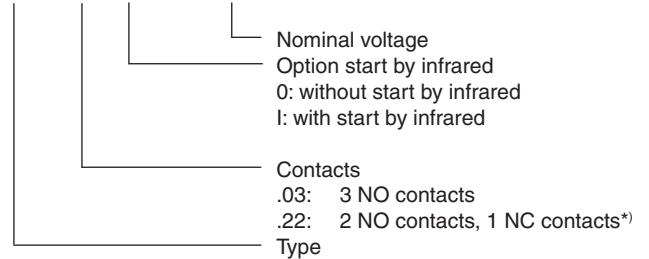 Nominal voltage
Option start by infrared
0: without start by infrared
I: with start by infrared
Contacts
.03: 3 NO contacts
.22: 2 NO contacts, 1 NC contacts*)
Type